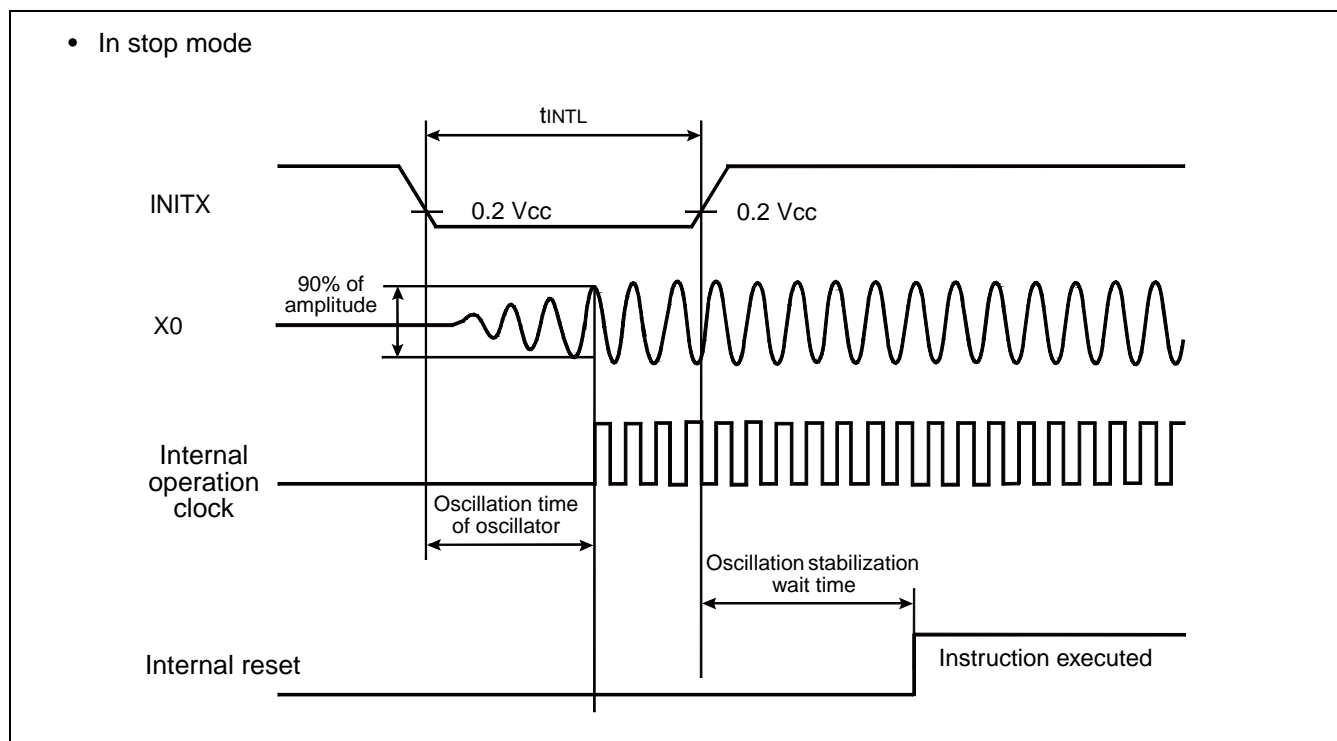 • In stop mode
tINTL
INITX
0.2 Vcc
0.2 Vcc
90% of
amplitude
X0
Internal
operation
clock
Oscillation time
of oscillator
Oscillation stabilization
wait time
Internal reset
Instruction executed